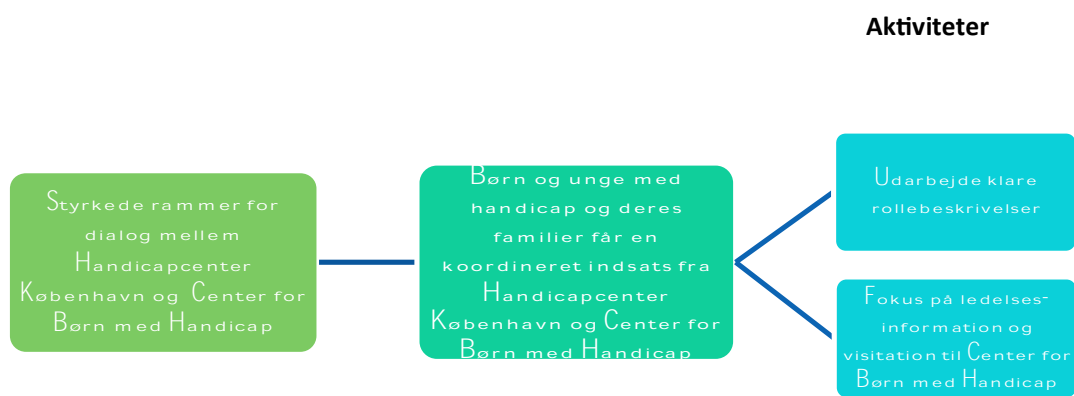 Aktiviteter
Styrkede rammer for
dialog mellem
Handicapcenter
København og Center for
Børn med Handicap
Børn og unge med
handicap og deres
familier får en
koordineret indsats fra
Handicapcenter
København og Center for
Børn med Handicap
Udarbejde klare
rollebeskrivelser
Fokus på ledelses-
information og
visitation til Center for
Børn med Handicap